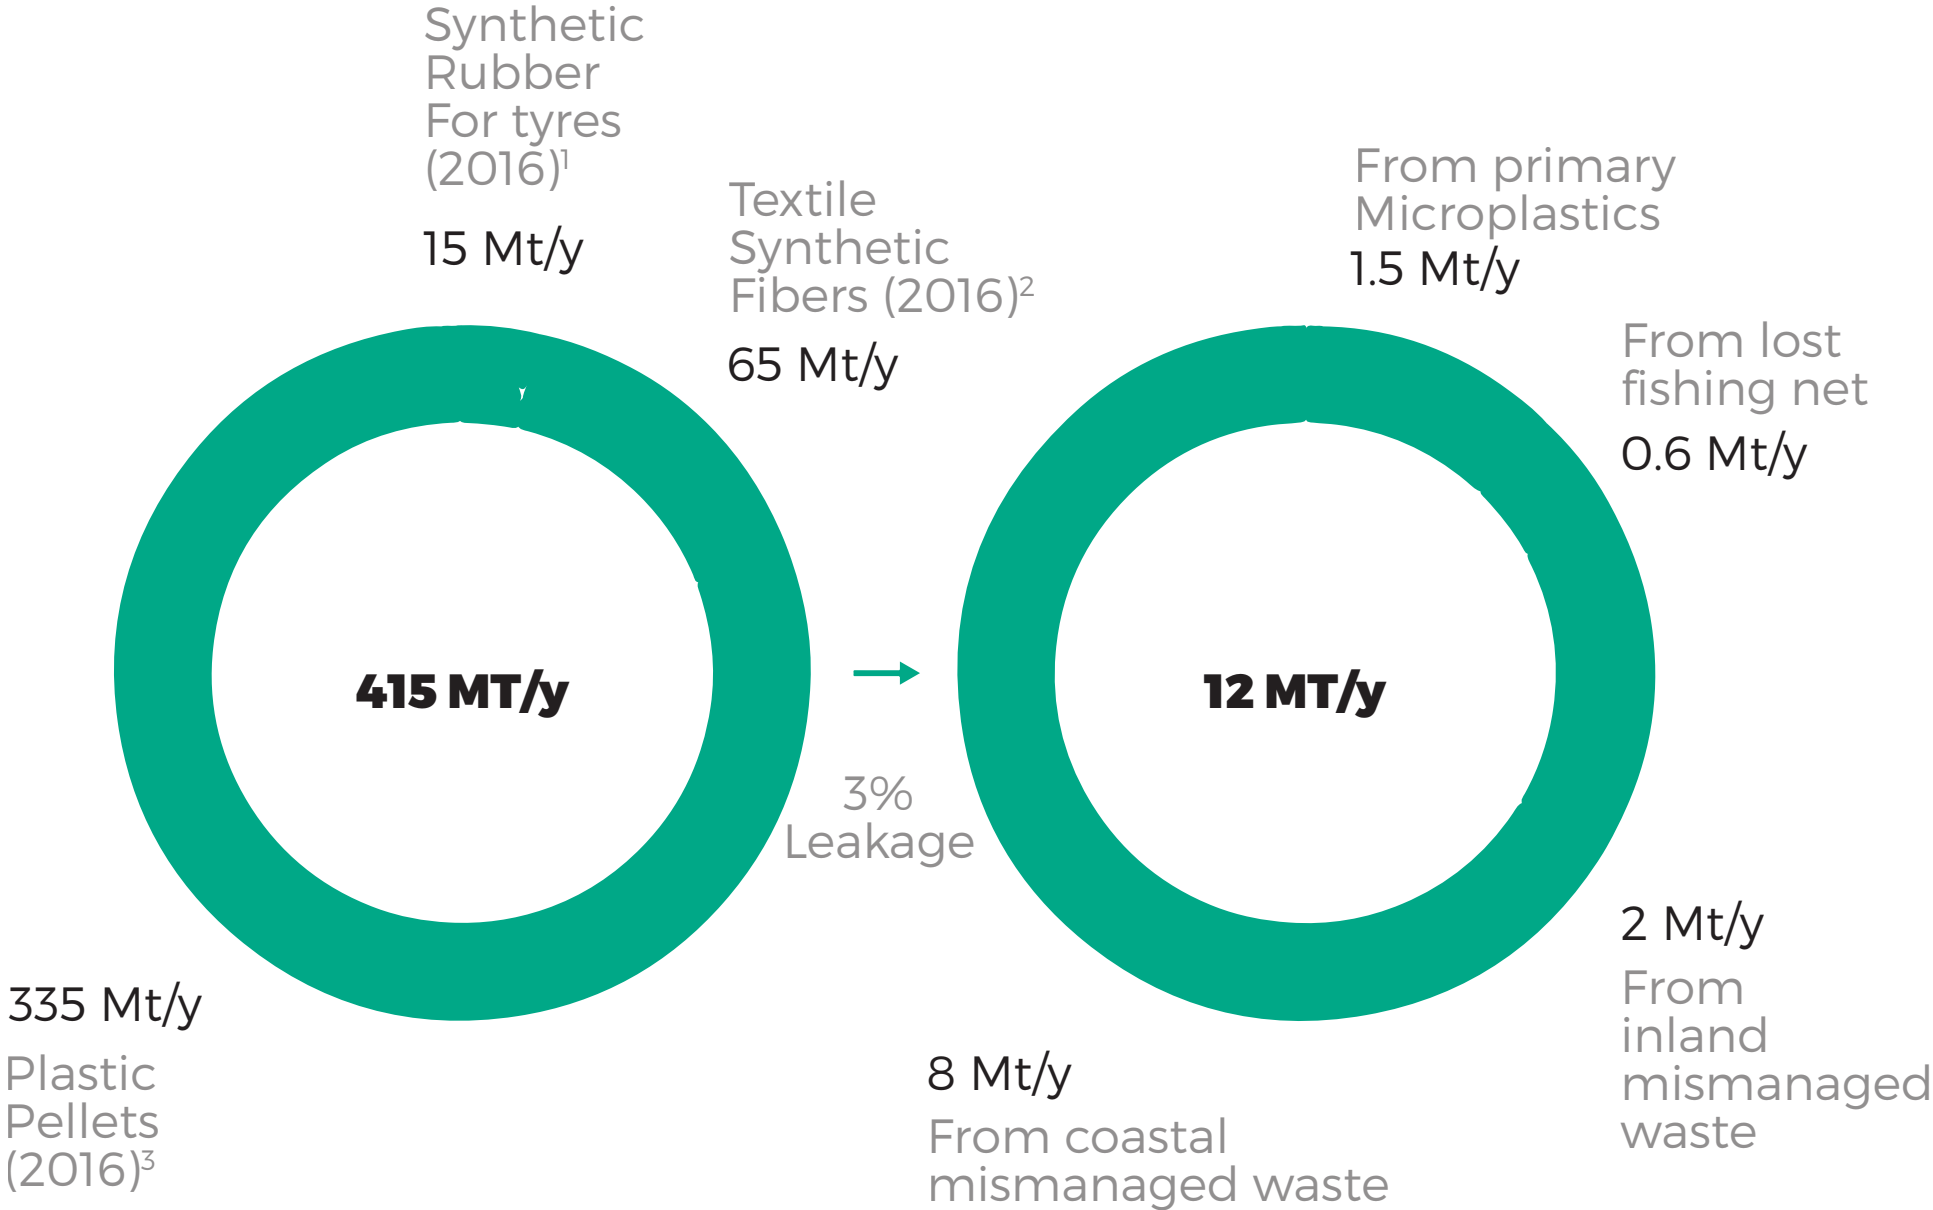 Synthetic
Rubber
For tyres
(2016)¹
15 Mt/y
Textile
Synthetic
Fibers (2016)²
65 Mt/y
415 MT/y
335 Mt/y
Plastic
Pellets
(2016)³
3%
Leakage
From primary
Microplastics
1.5 Mt/y
From lost
fishing net
0.6 Mt/y
12 MT/y
2 Mt/y
From
inland
mismanaged
waste
8 Mt/y
From coastal
mismanaged waste